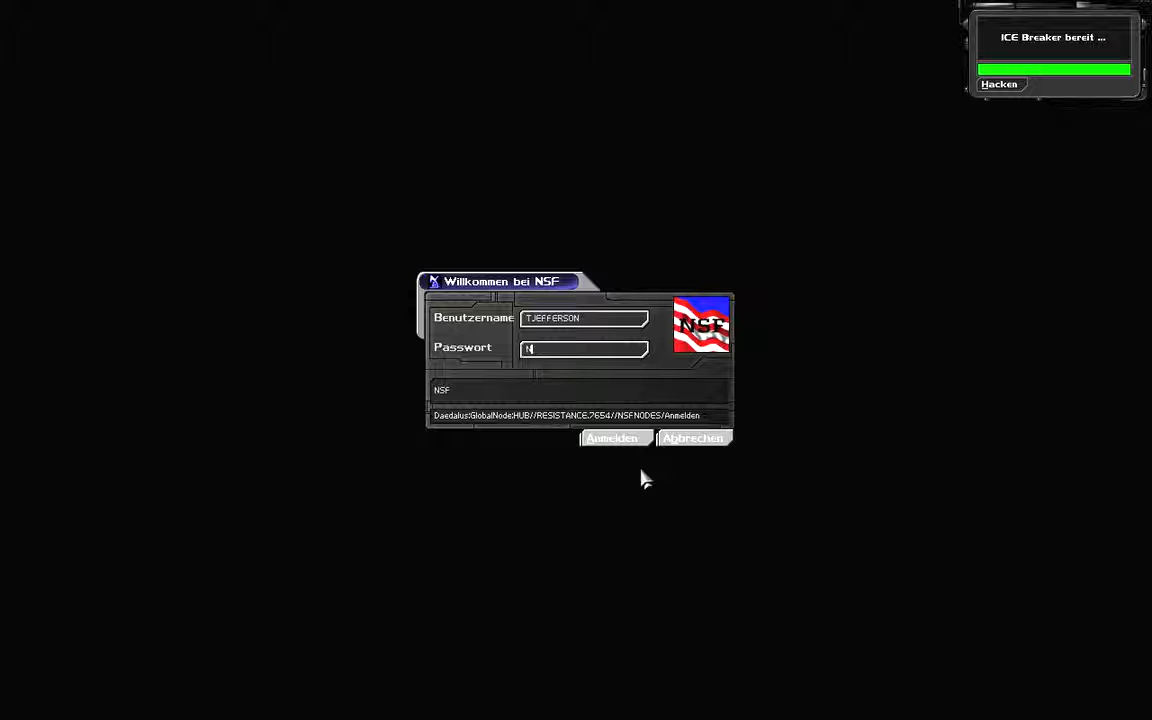 ICE Breaker bereit ...
Hacken
Willkommen bei NSF
Benutzername TJEFFERSON
NSF
Passwort N
NSF
Daedalus:GlobalNode:HUB//RESISTANCE.7654//NSFNODES/Anmelden
Anmelden Abbrechen